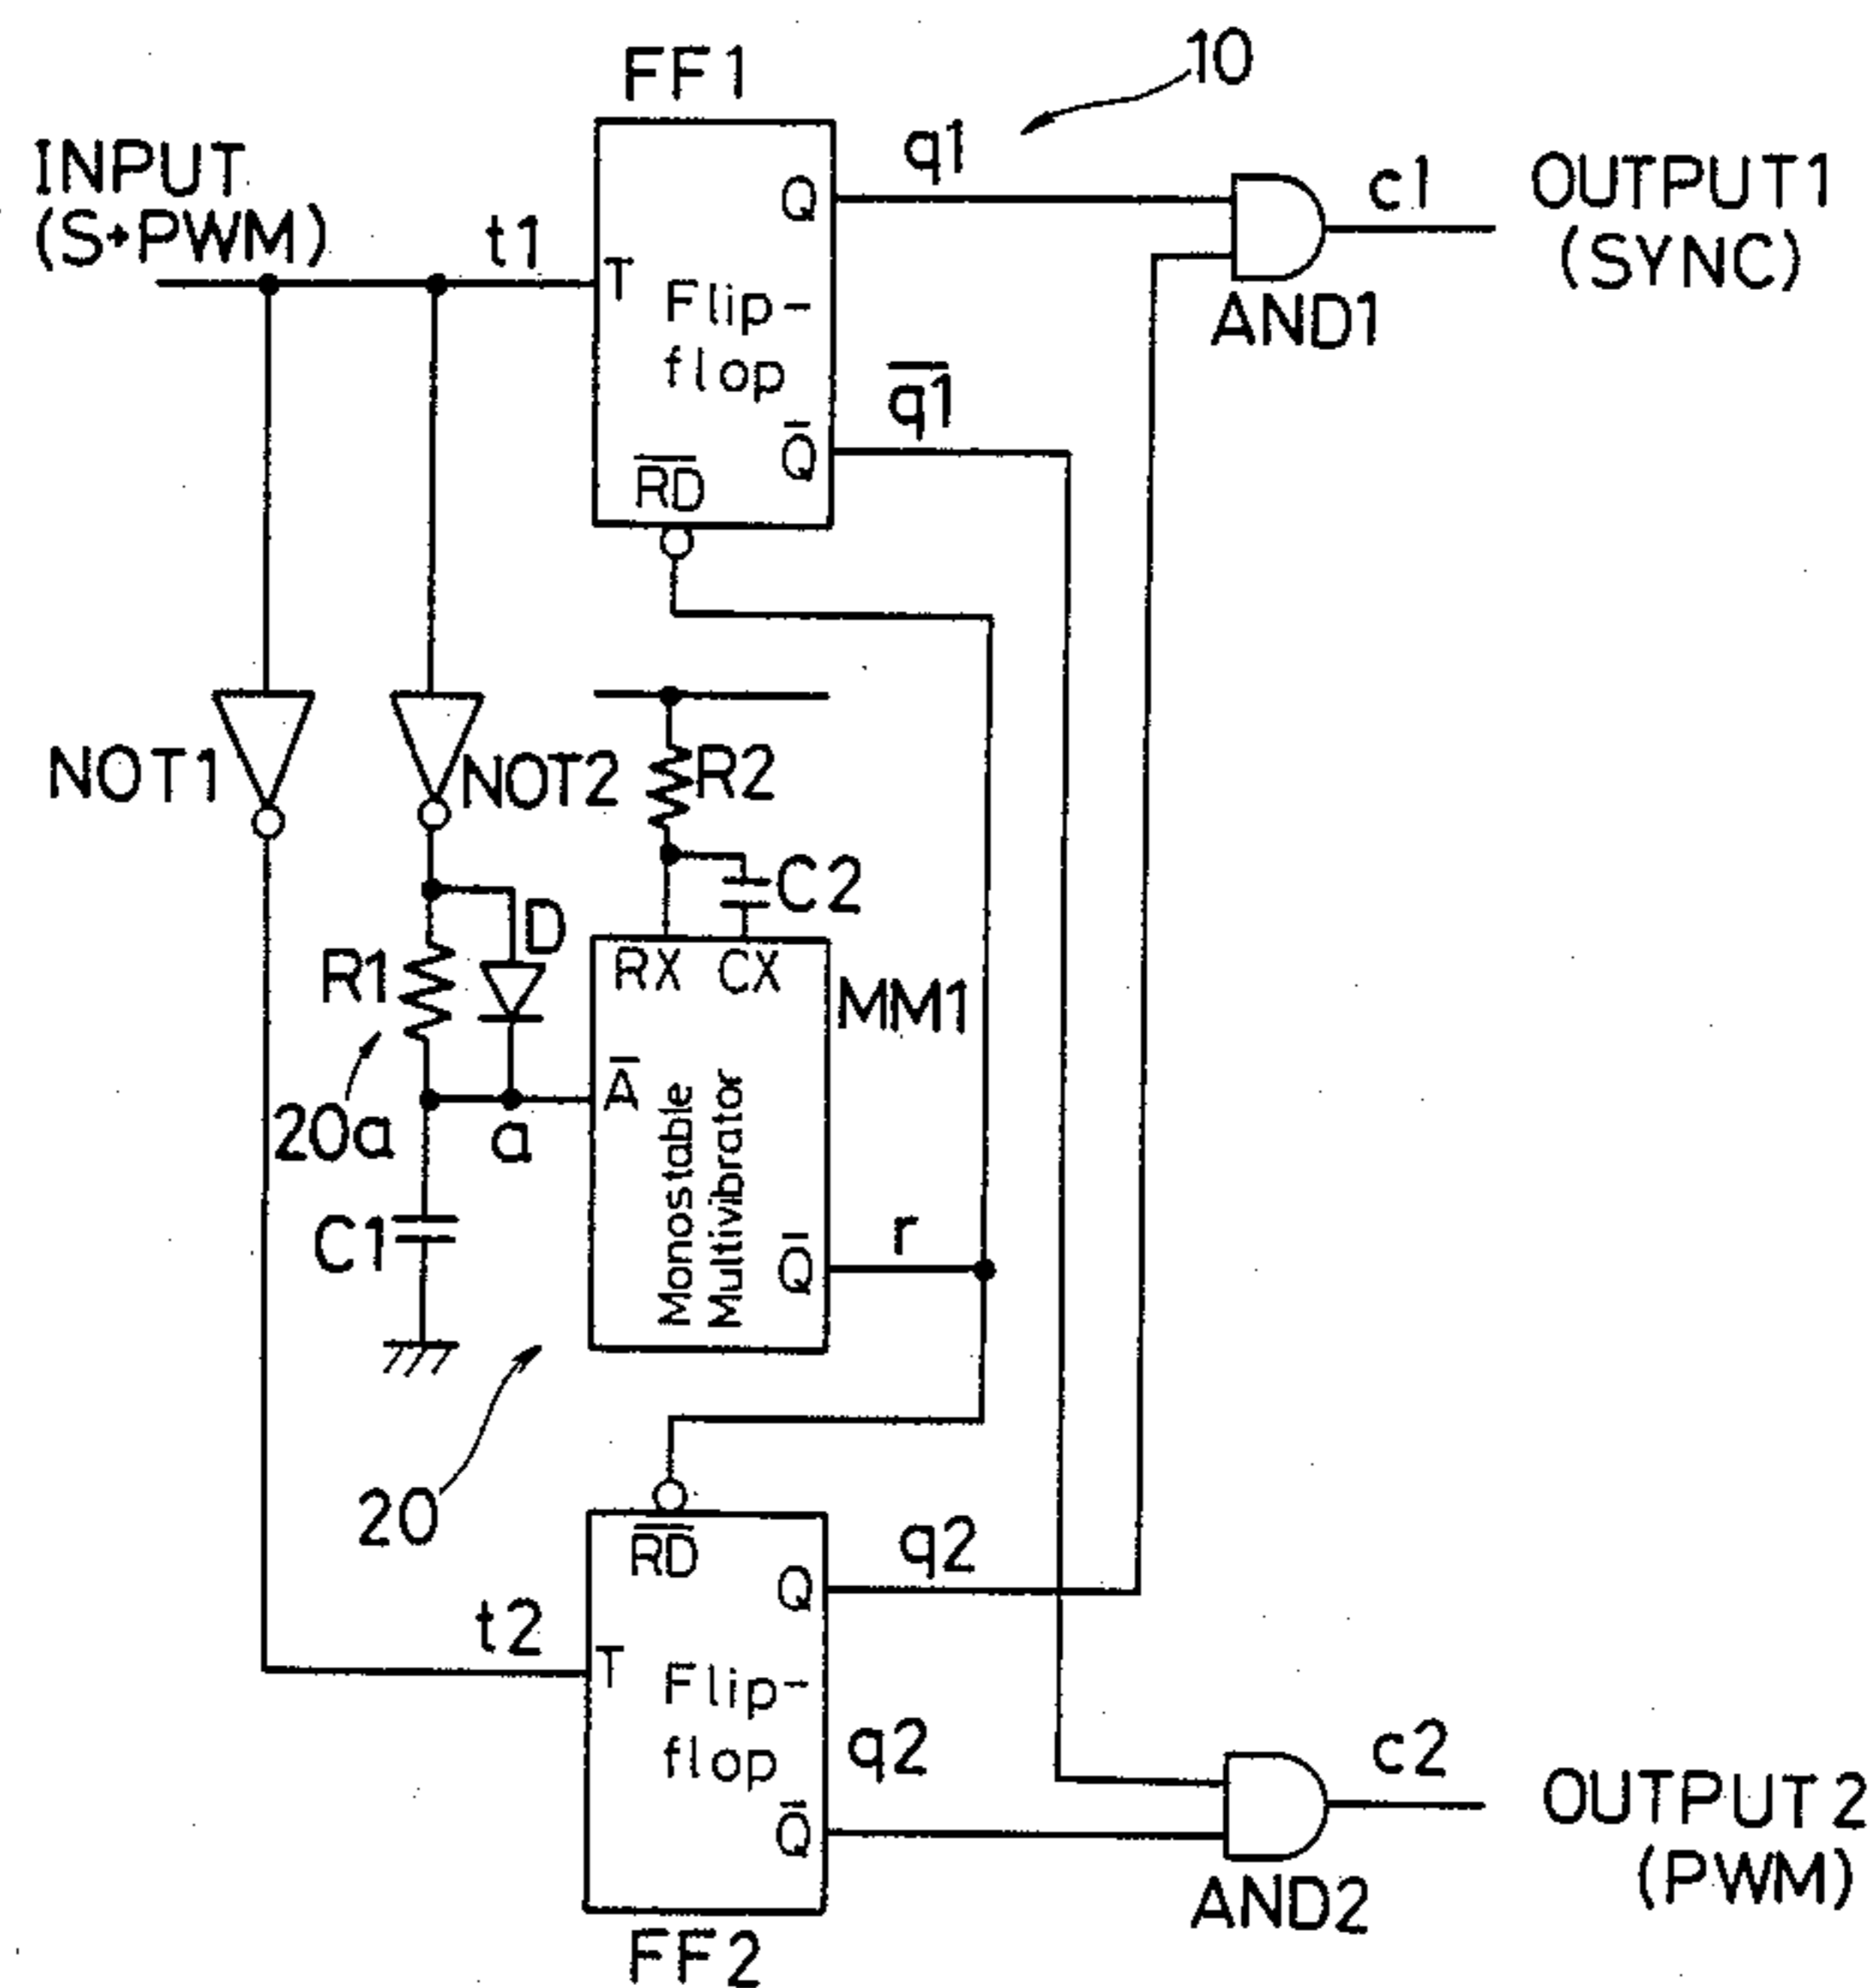 FF1
10
INPUT
(S+PWM)
t1
T
Flip-
flop
Q
q1
c1
OUTPUT1
(SYNC)
AND1
q̅1̅
Q̅
R̅D̅
NOT1
NOT2
R2
C2
R1
D
RX
CX
MM1
A̅
20a
a
Monostable
Multivibrator
C1
Q̅
r
20
R̅D̅
Q
q2
t2
T
Flip-
flop
q2
Q̅
c2
OUTPUT2
(PWM)
AND2
FF2